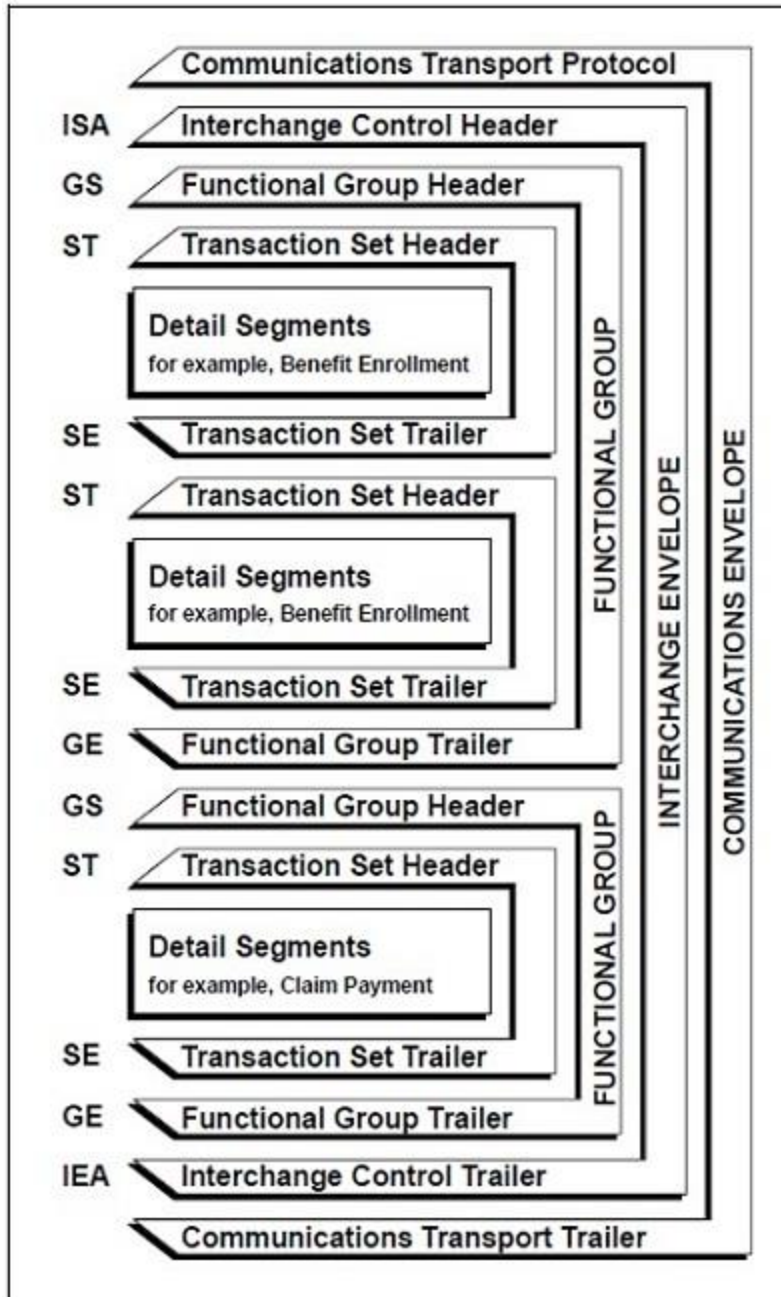 Communications Transport Protocol
ISA Interchange Control Header
GS Functional Group Header
ST Transaction Set Header
Detail Segments
for example, Benefit Enrollment
SE Transaction Set Trailer
ST Transaction Set Header
Detail Segments
for example, Benefit Enrollment
SE Transaction Set Trailer
GE Functional Group Trailer
FUNCTIONAL GROUP
GS Functional Group Header
ST Transaction Set Header
Detail Segments
for example, Claim Payment
SE Transaction Set Trailer
GE Functional Group Trailer
FUNCTIONAL GROUP
IEA Interchange Control Trailer
INTERCHANGE ENVELOPE
Communications Transport Trailer
COMMUNICATIONS ENVELOPE